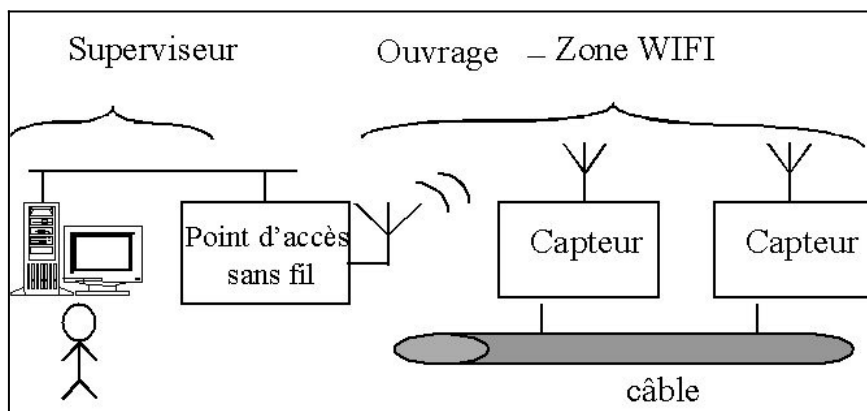 Superviseur
Ouvrage – Zone WIFI
Point d'accès
sans fil
Capteur
Capteur
câble